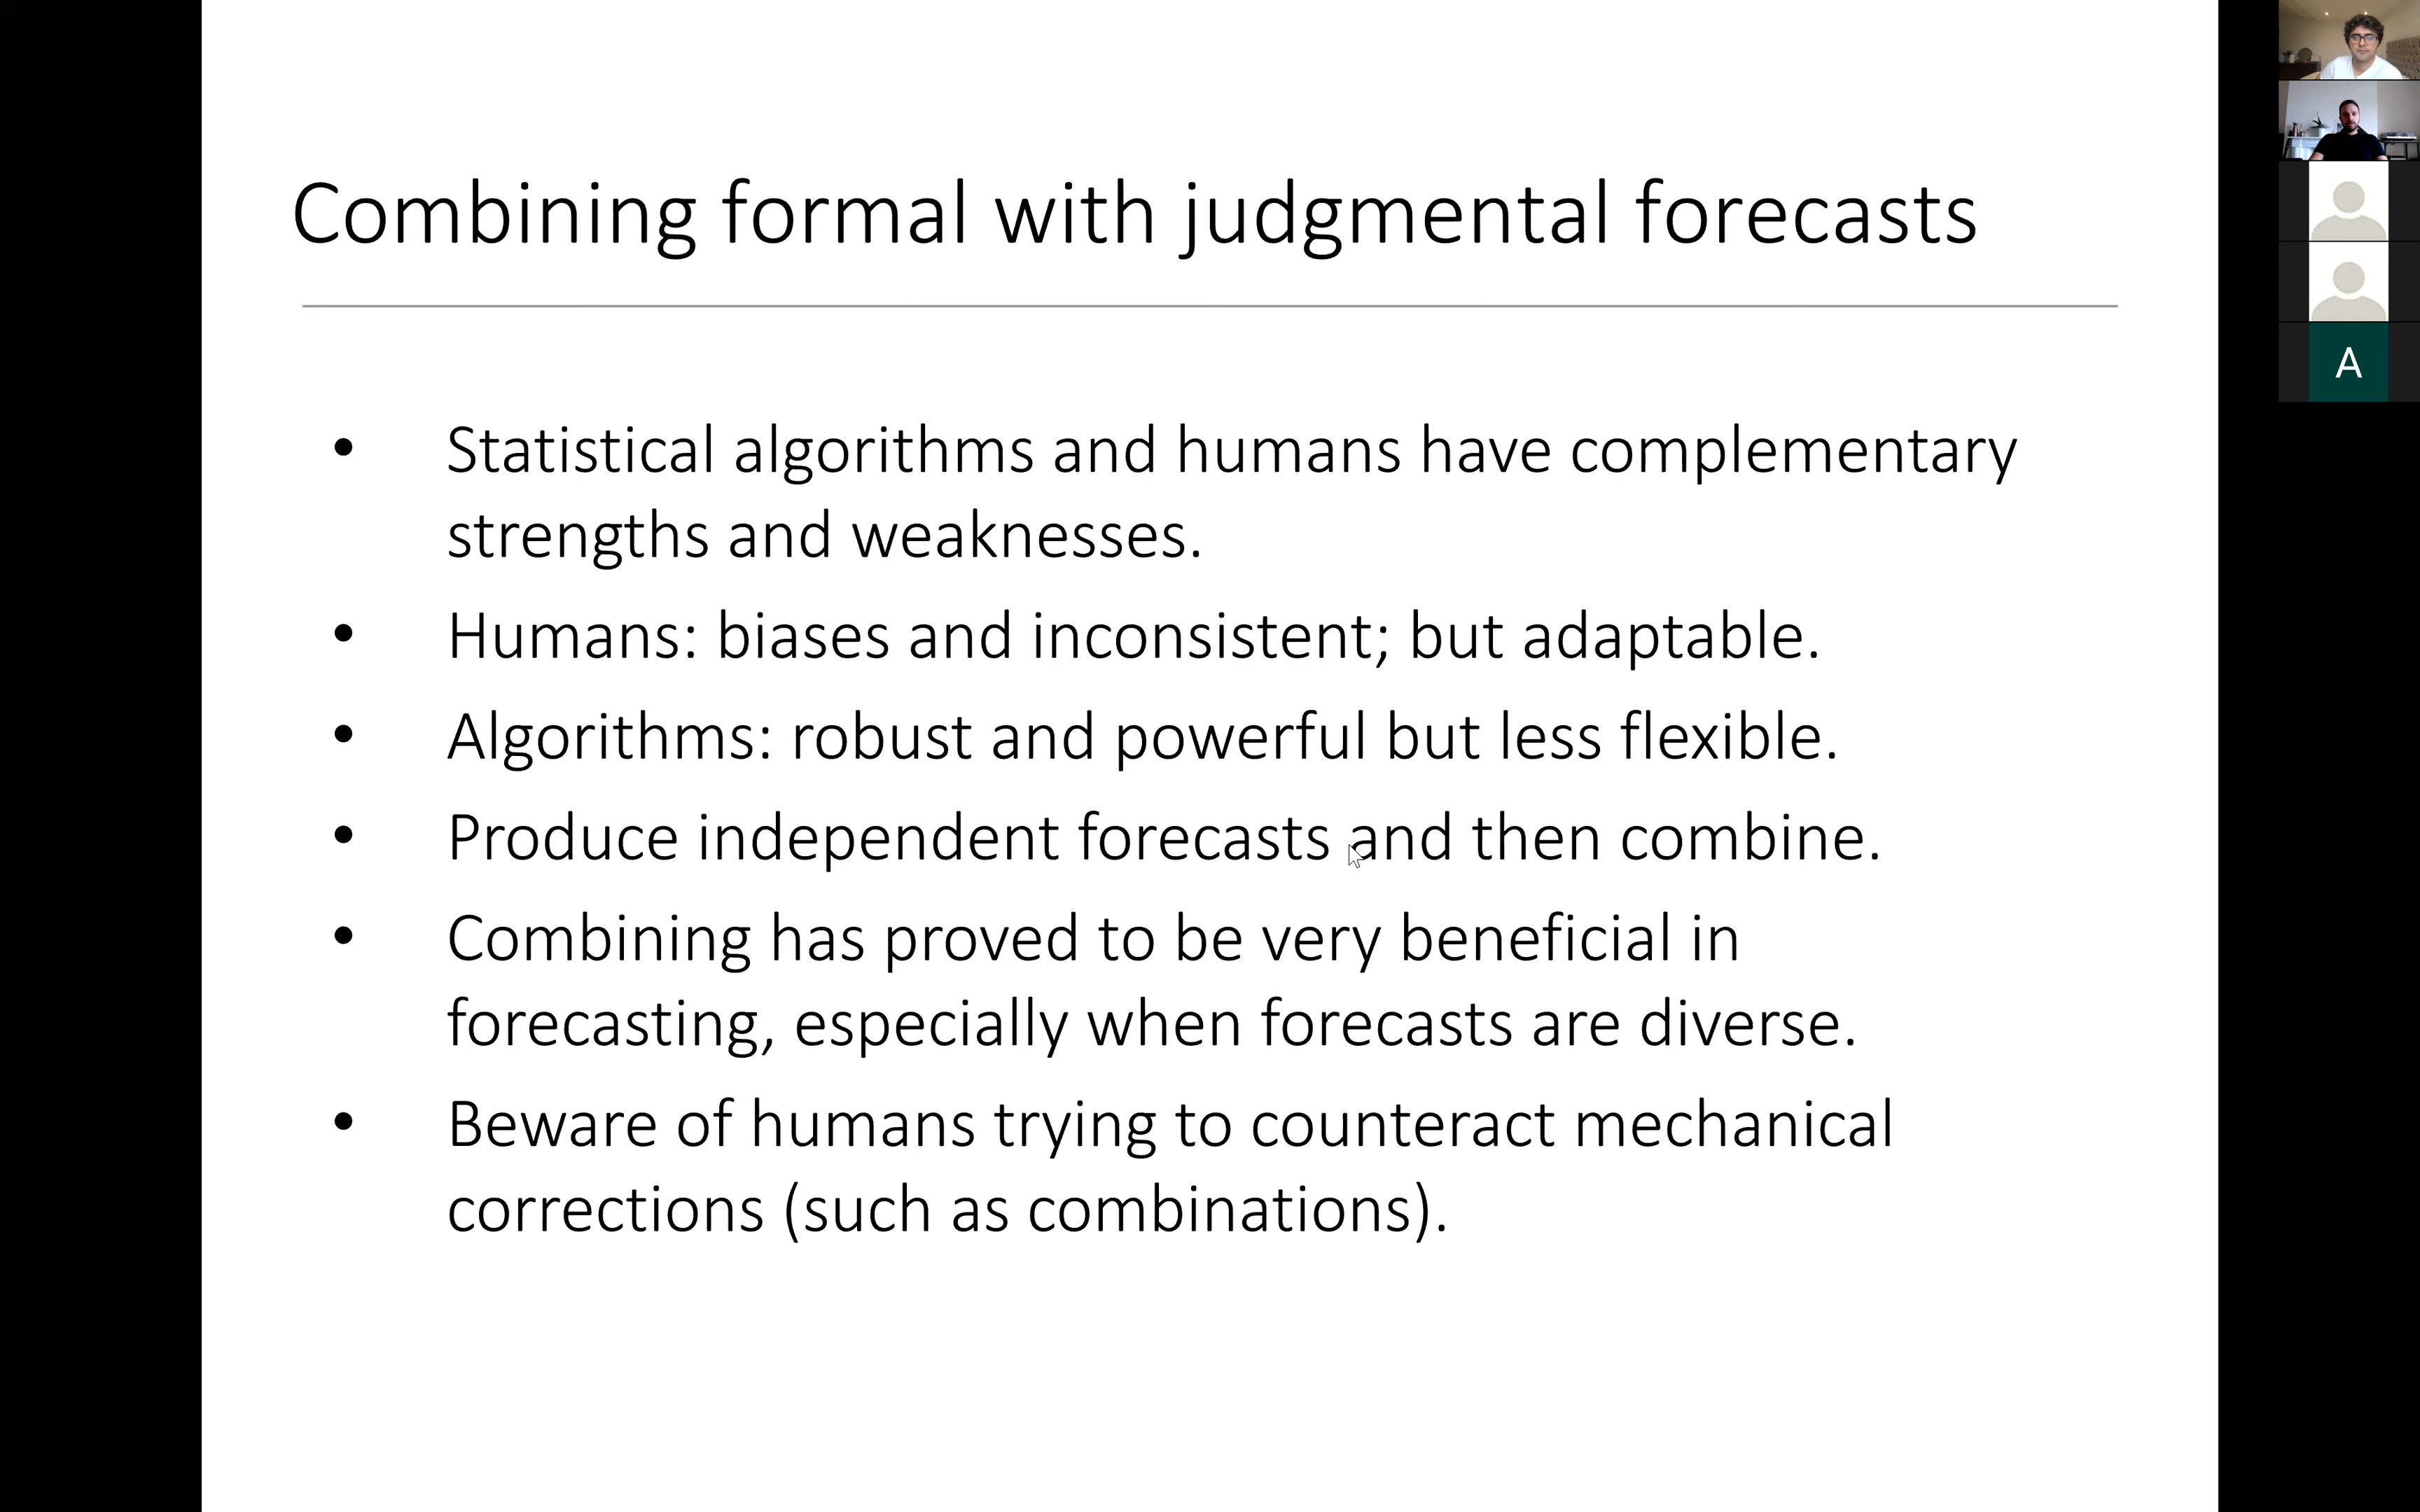 Combining formal with judgmental forecasts
• Statistical algorithms and humans have complementary
strengths and weaknesses.
• Humans: biases and inconsistent; but adaptable.
• Algorithms: robust and powerful but less flexible.
• Produce independent forecasts and then combine.
• Combining has proved to be very beneficial in
forecasting, especially when forecasts are diverse.
• Beware of humans trying to counteract mechanical
corrections (such as combinations).
A